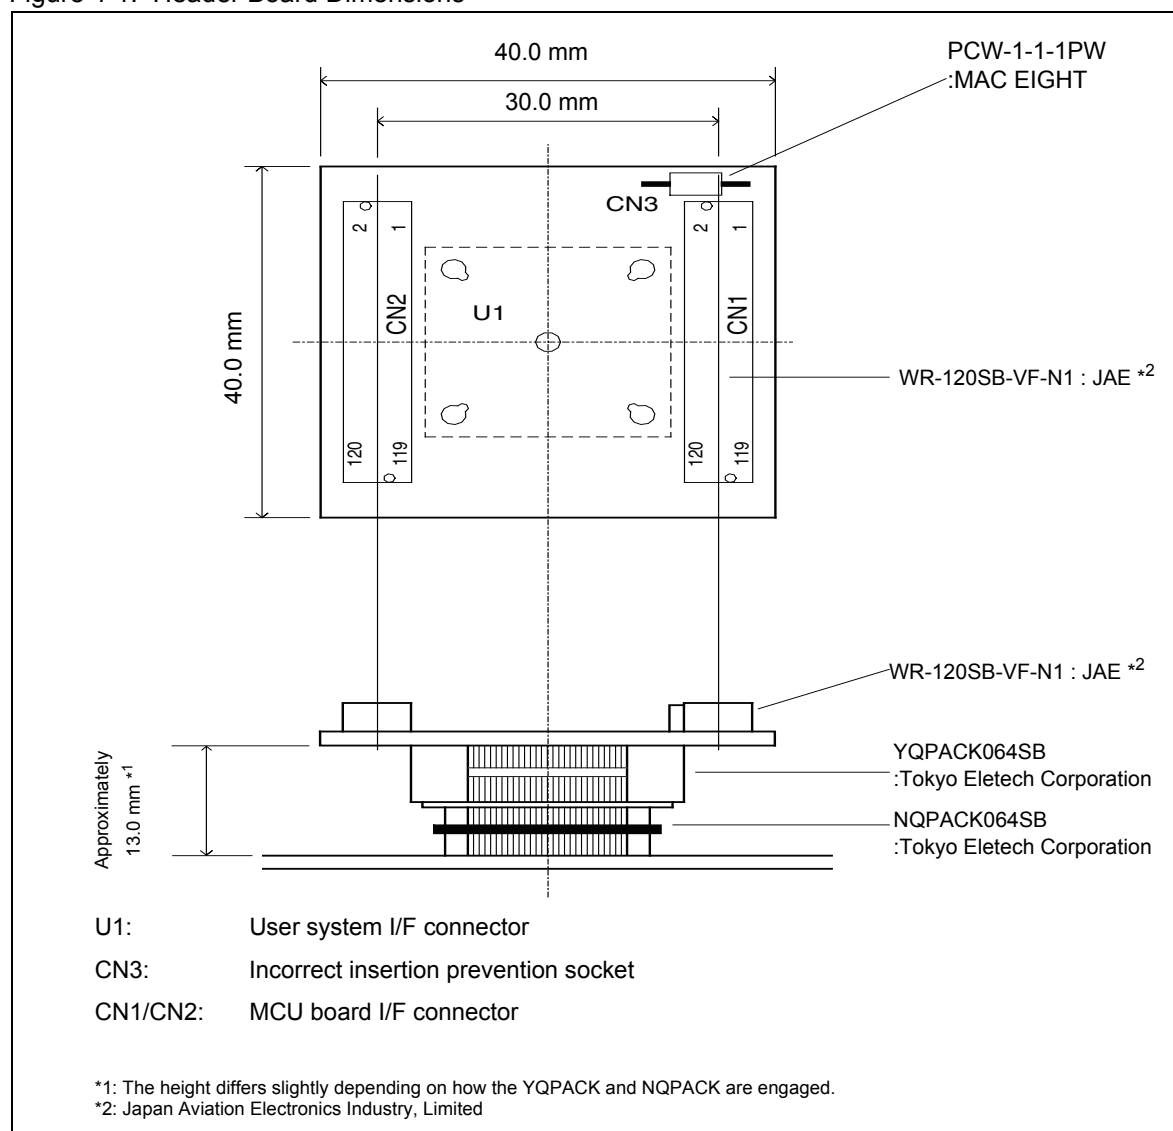 Figure 1-1. Header Board Dimensions
40.0 mm
30.0 mm
PCW-1-1-1PW
:MAC EIGHT
CN3
2
1
2
1
CN2
U1
CN1
40.0 mm
WR-120SB-VF-N1 : JAE *2
120
119
120
119
WR-120SB-VF-N1 : JAE *2
Approximately
13.0 mm *1
YQPACK064SB
:Tokyo Eletech Corporation
NQPACK064SB
:Tokyo Eletech Corporation
U1: User system I/F connector
CN3: Incorrect insertion prevention socket
CN1/CN2: MCU board I/F connector
*1: The height differs slightly depending on how the YQPACK and NQPACK are engaged.
*2: Japan Aviation Electronics Industry, Limited